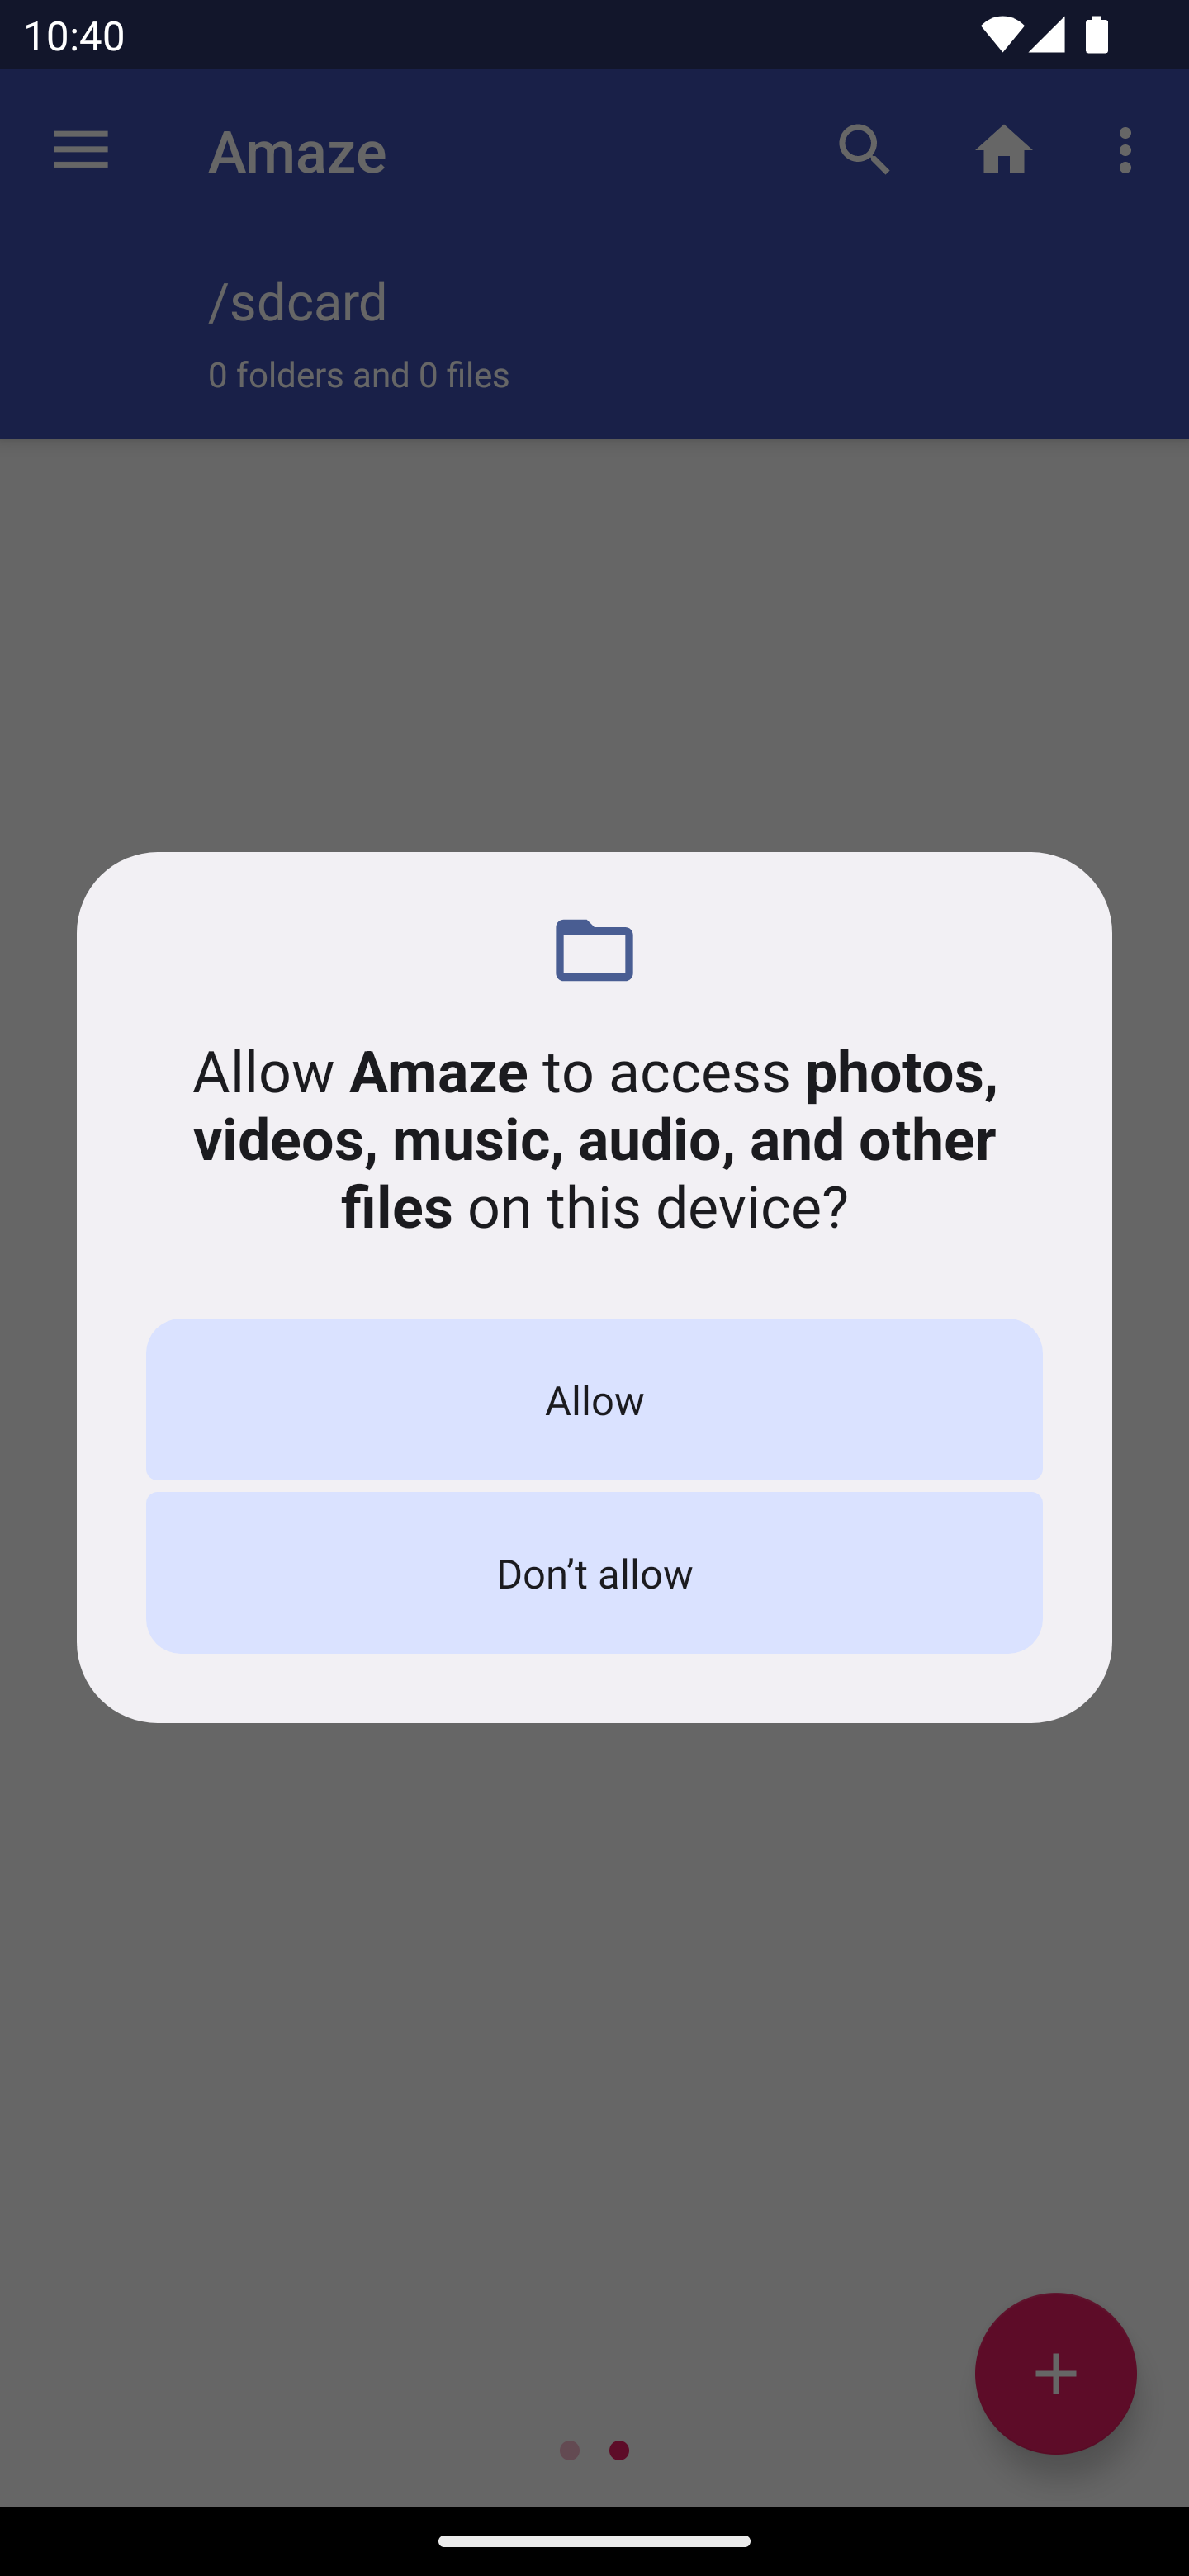 10:40
Amaze
/sdcard
0 folders and 0 files
Allow Amaze to access photos,
videos, music, audio, and other
files on this device?
Allow
Don’t allow